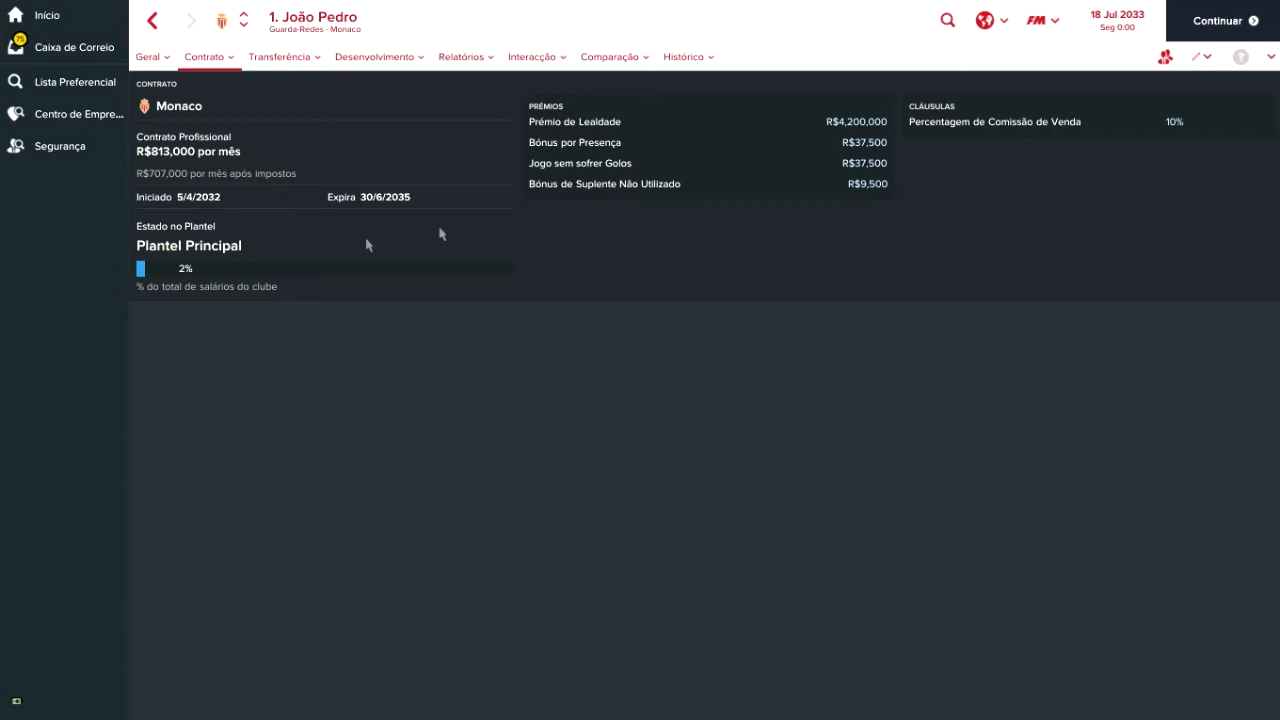 Início
75
Caixa de Correio
Lista Preferencial
Centro de Empre...
Segurança
1. João Pedro
Guarda-Redes - Monaco
FM
18 Jul 2033
Seg 0:00
Continuar
Geral
Contrato
Transferência
Desenvolvimento
Relatórios
Interacção
Comparação
Histórico
?
CONTRATO
Monaco
Contrato Profissional
R$813,000 por mês
R$707,000 por mês após impostos
Iniciado 5/4/2032
Expira 30/6/2035
Estado no Plantel
Plantel Principal
2%
% do total de salários do clube
PRÉMIOS
Prémio de Lealdade R$4,200,000
Bónus por Presença R$37,500
Jogo sem sofrer Golos R$37,500
Bónus de Suplente Não Utilizado R$9,500
CLÁUSULAS
Percentagem de Comissão de Venda 10%